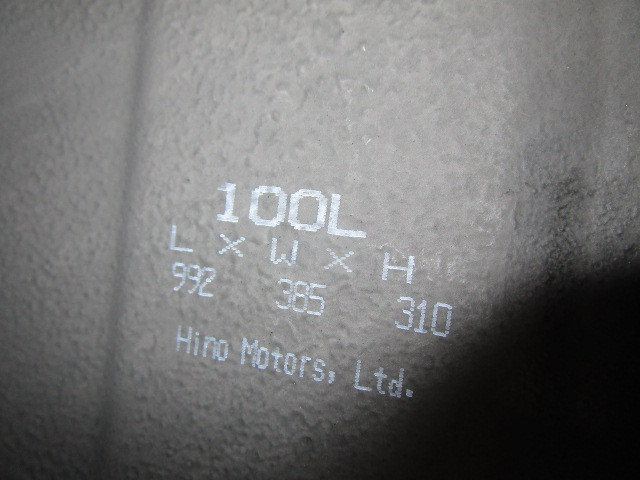 100L
L × W × H
992 385 310
Hino Motors, Ltd.